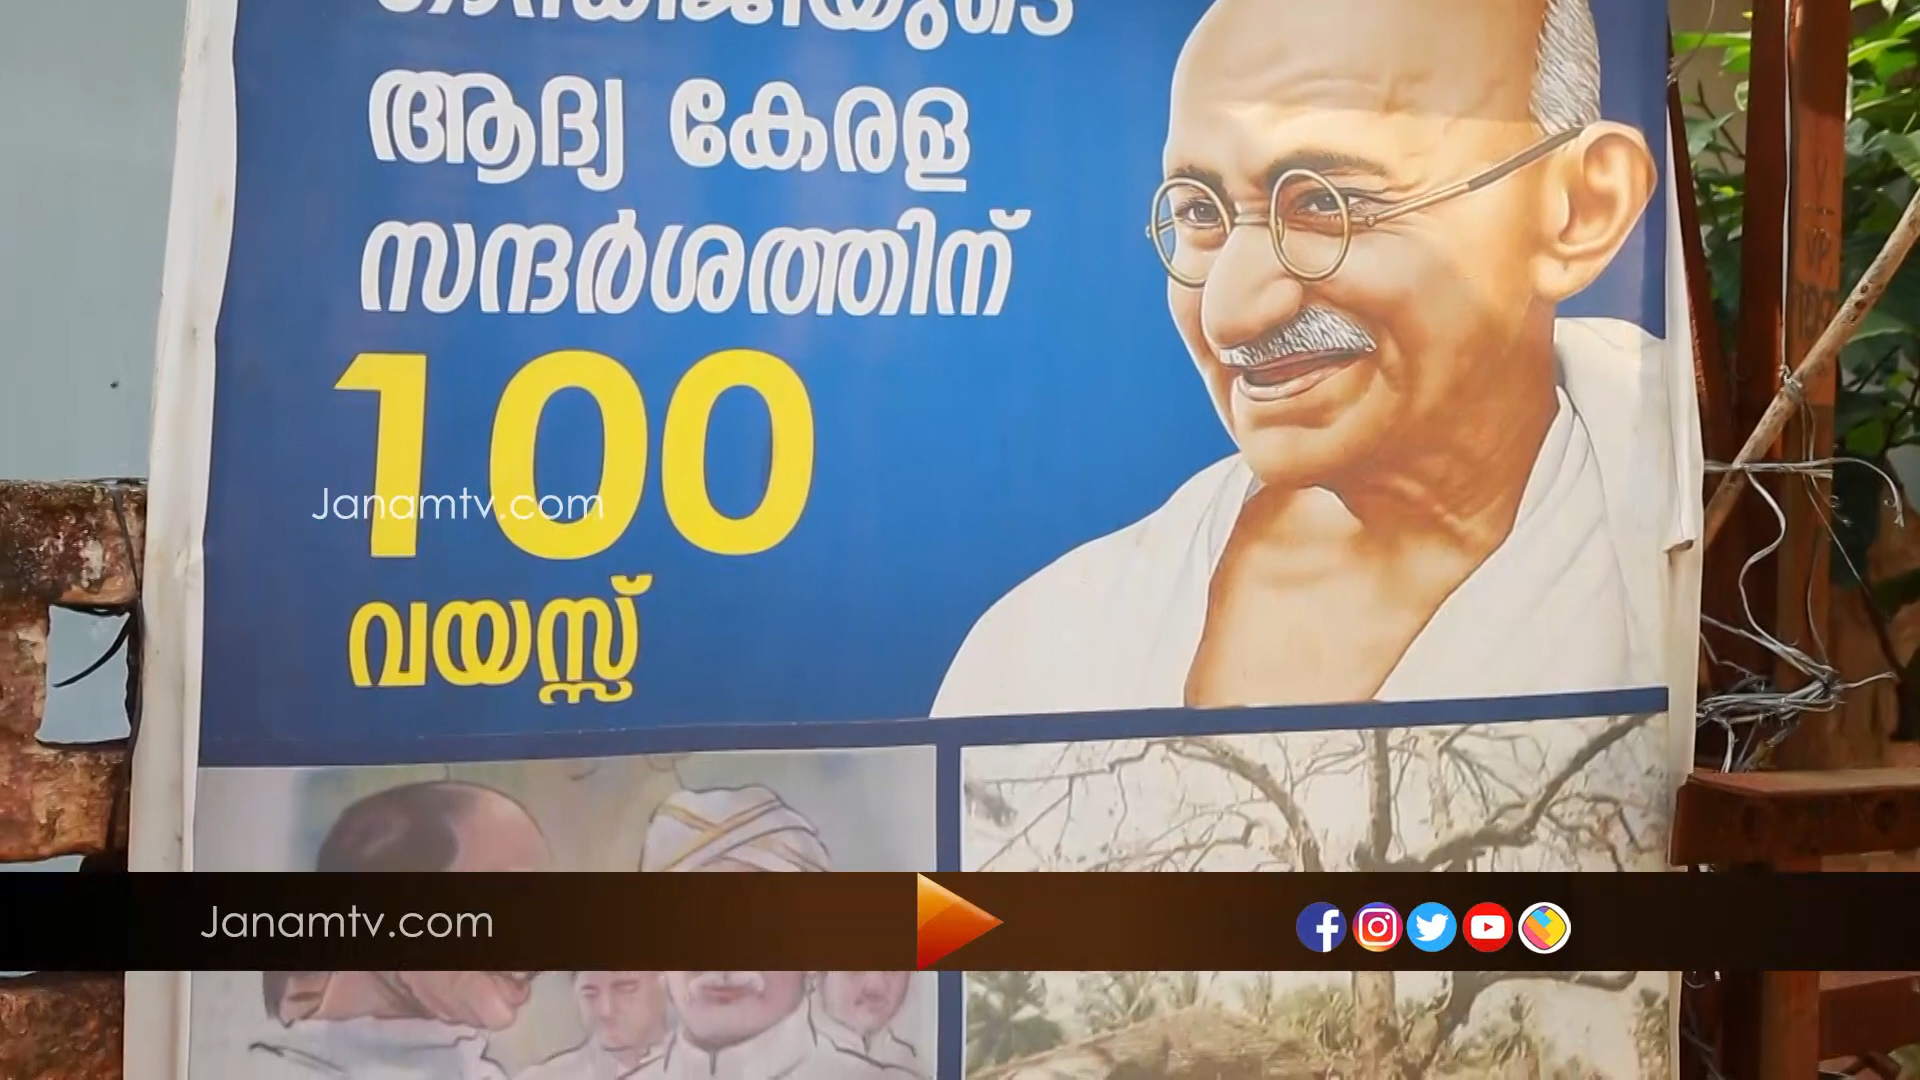 ഗാന്ധിജിയുടെ
ആദ്യ കേരള
സന്ദർശത്തിന്
100
Janamtv.com
വയസ്സ്
Janamtv.com